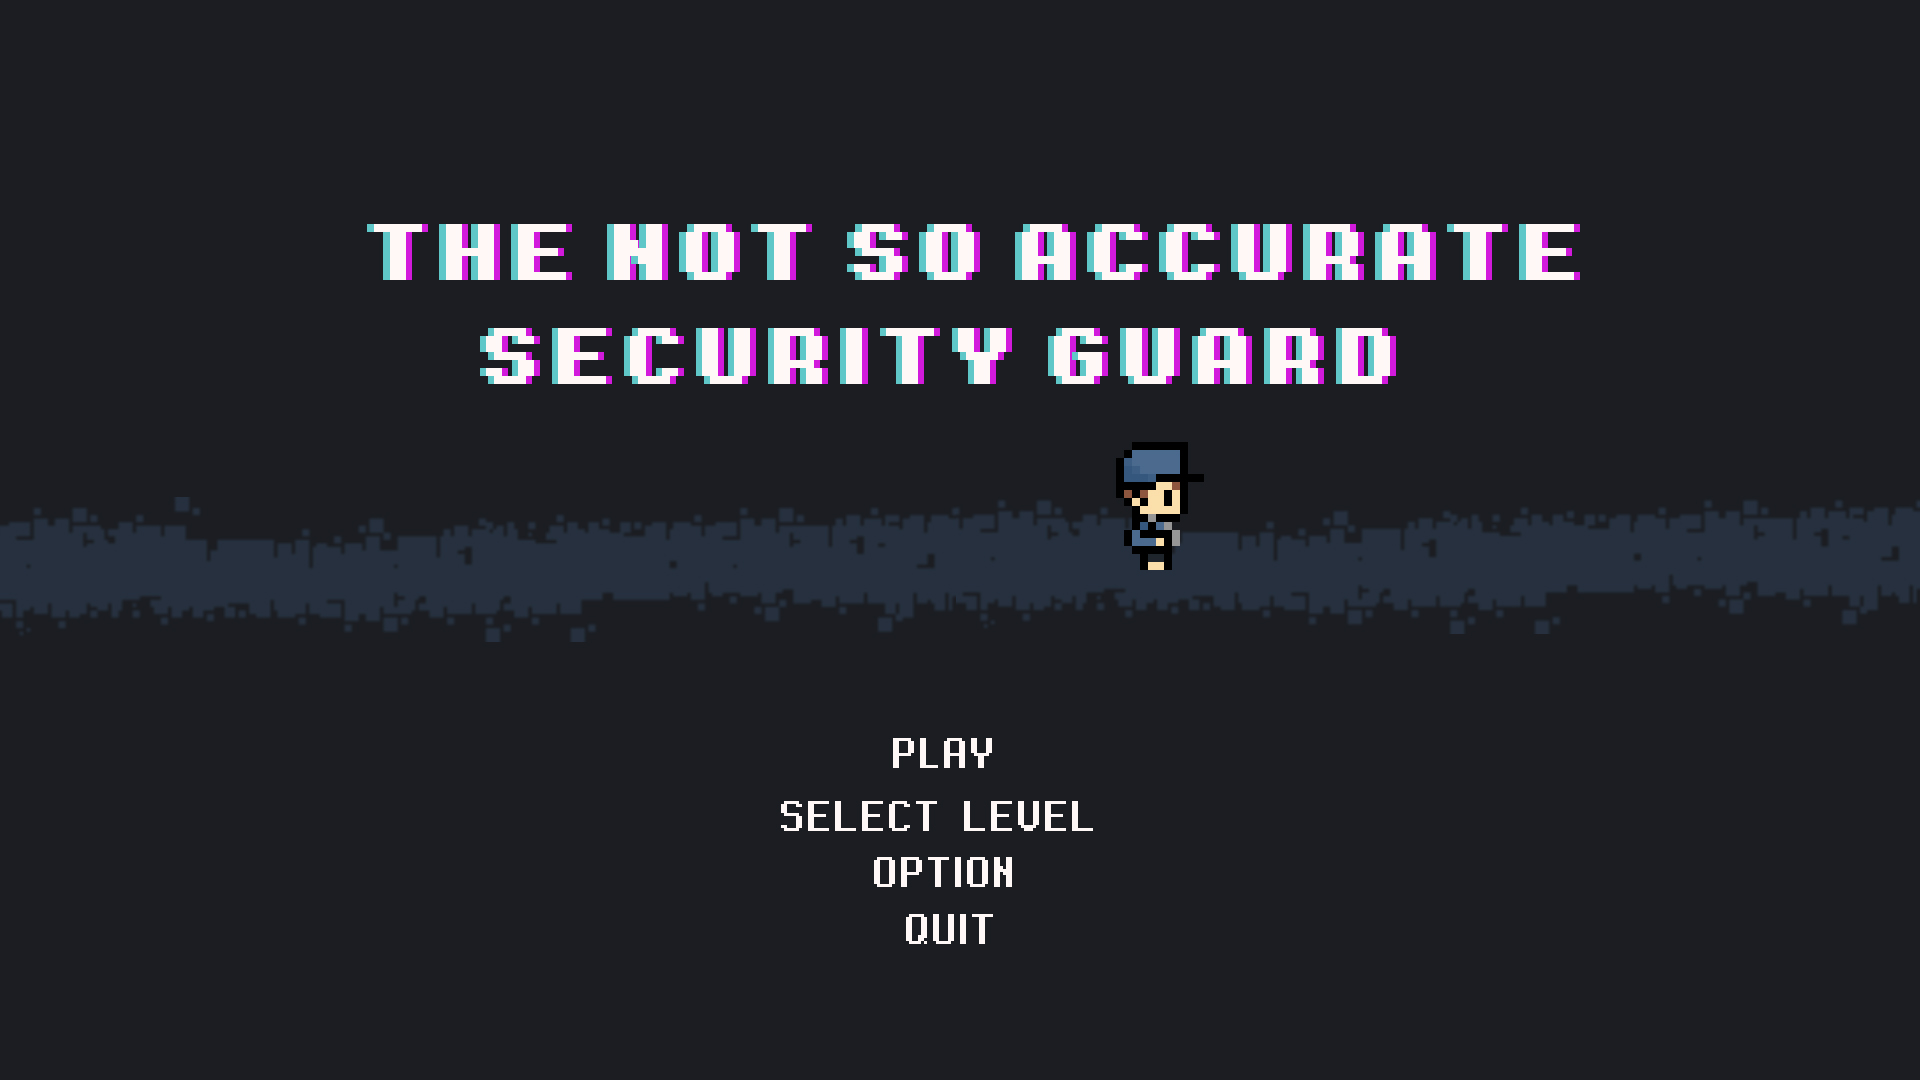 THE NOT SO ACCURATE
SECURITY GUARD
PLAY
SELECT LEVEL
OPTION
QUIT